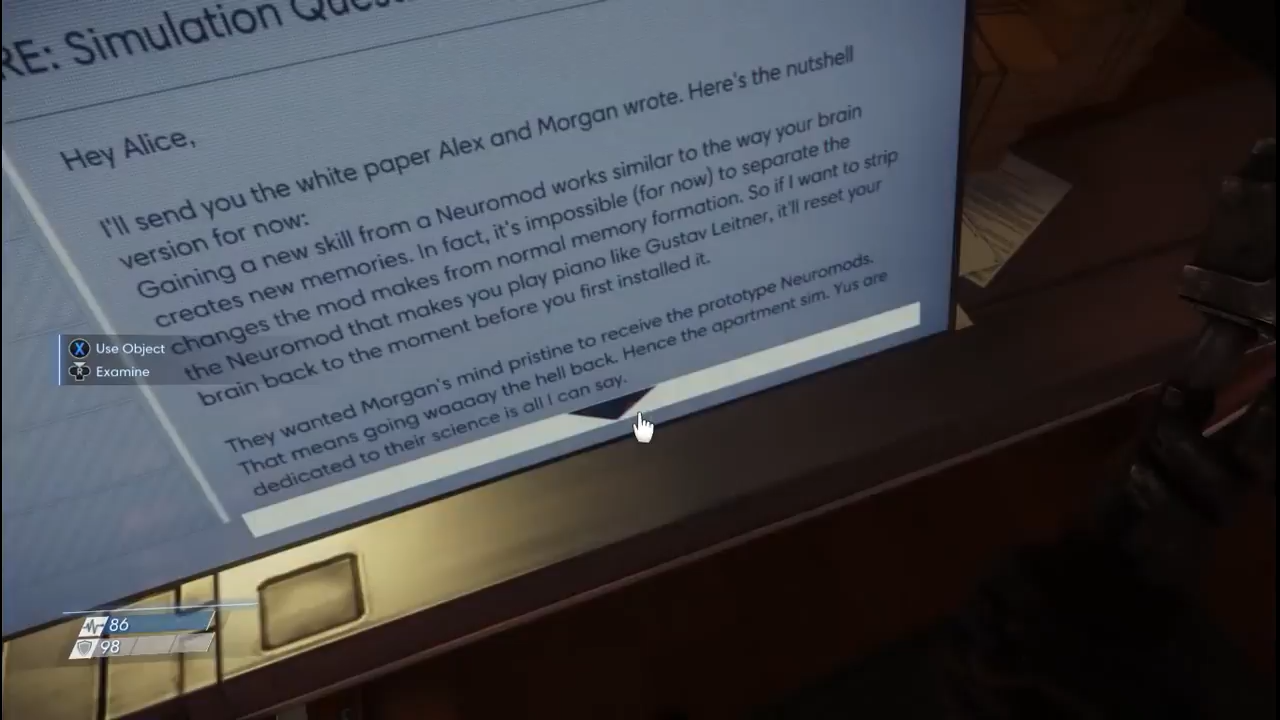 RE: Simulation
Hey Alice,
I'll send you the white paper Alex and Morgan wrote. Here's the nutshell
version for now:
Gaining a new skill from a Neuromod works similar to the way your brain
creates new memories. In fact, it's impossible (for now) to separate the
changes the mod makes from normal memory formation. So if I want to strip
the Neuromod that makes you play piano like Gustav Leitner, it'll reset your
brain back to the moment before you first installed it.
They wanted Morgan's mind pristine to receive the prototype Neuromods.
That means going waaaay the hell back. Hence the apartment sim. Yus are
dedicated to their science is all I can say.
X Use Object
R Examine
86
98